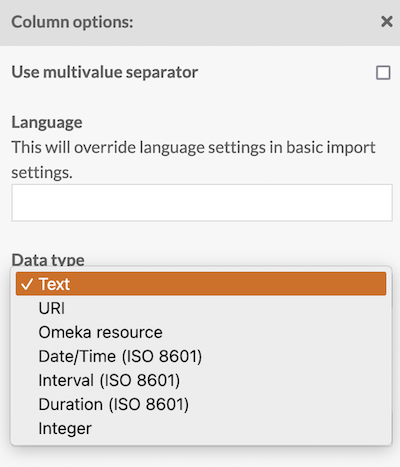 Column options:
Use multivalue separator
Language
This will override language settings in basic import
settings.
Data type
Text
URI
Omeka resource
Date/Time (ISO 8601)
Interval (ISO 8601)
Duration (ISO 8601)
Integer